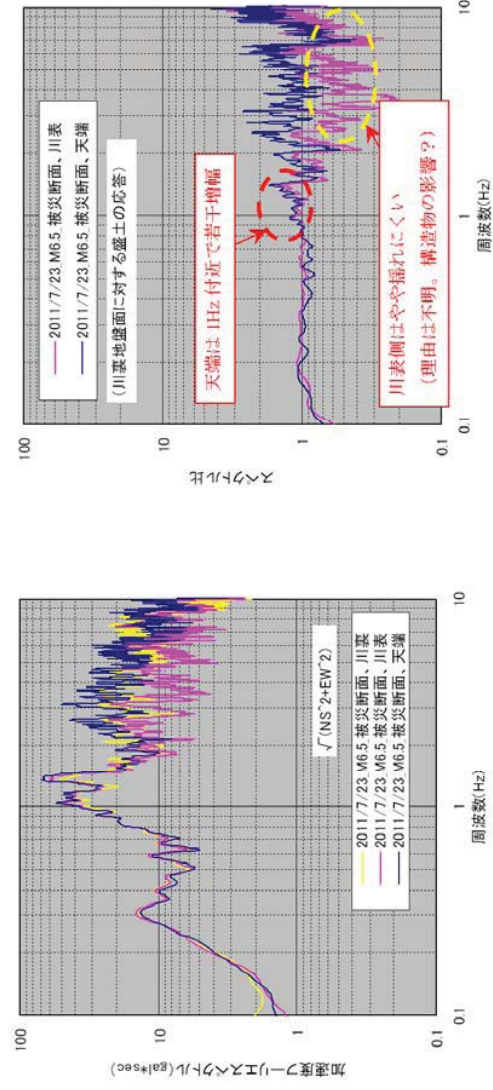 加速度フーリエスペクトル(gal*sec)
100
10
1
0.1
1
10
周波数(Hz)
√(NS^2+EW^2)
2011/7/23_M6.5_被災断面、川裏
2011/7/23_M6.5_被災断面、川表
2011/7/23_M6.5_被災断面、天端
スペクトル比
100
10
1
0.1
0.1
1
10
周波数(Hz)
2011/7/23_M6.5_被災断面、川表
2011/7/23_M6.5_被災断面、天端
(川裏地盤面に対する盛土の応答)
天端は 1Hz 付近で若干増幅
川表側はやや揺れにくい
(理由は不明。構造物の影響？)